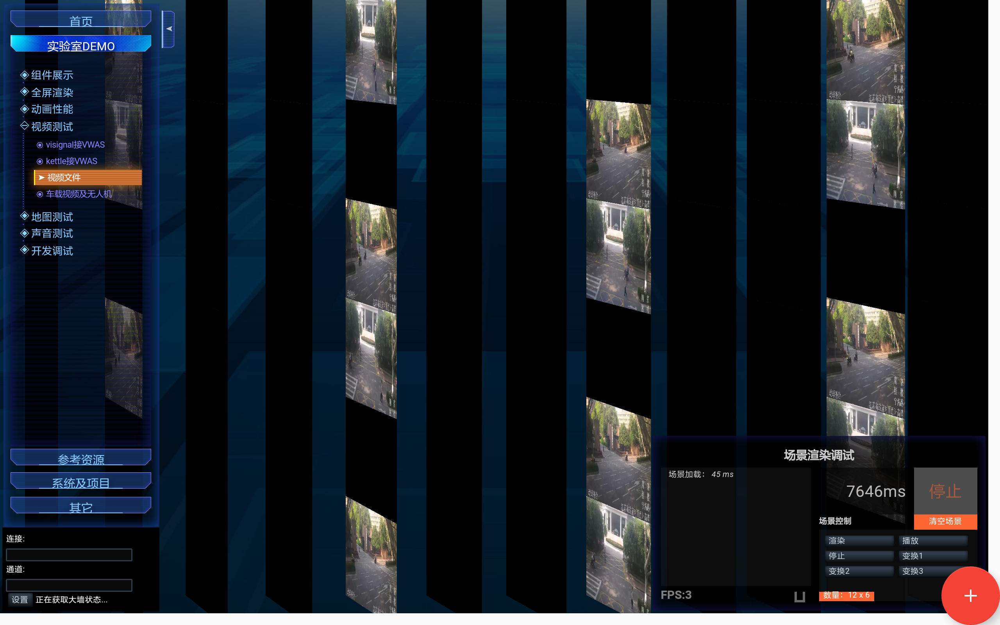 首页
实验室DEMO
组件展示
全屏渲染
动画性能
视频测试
visignal接VWAS
kettle接VWAS
视频文件
车载视频及无人机
地图测试
声音测试
开发调试
参考资源
系统及项目
其它
连接:
通道:
设置 正在获取大墙状态...
场景渲染调试
场景加载: 45 ms
7646ms
停止
场景控制
清空场景
渲染 播放
停止 变换1
变换2 变换3
FPS:3
数量: 12 x 6